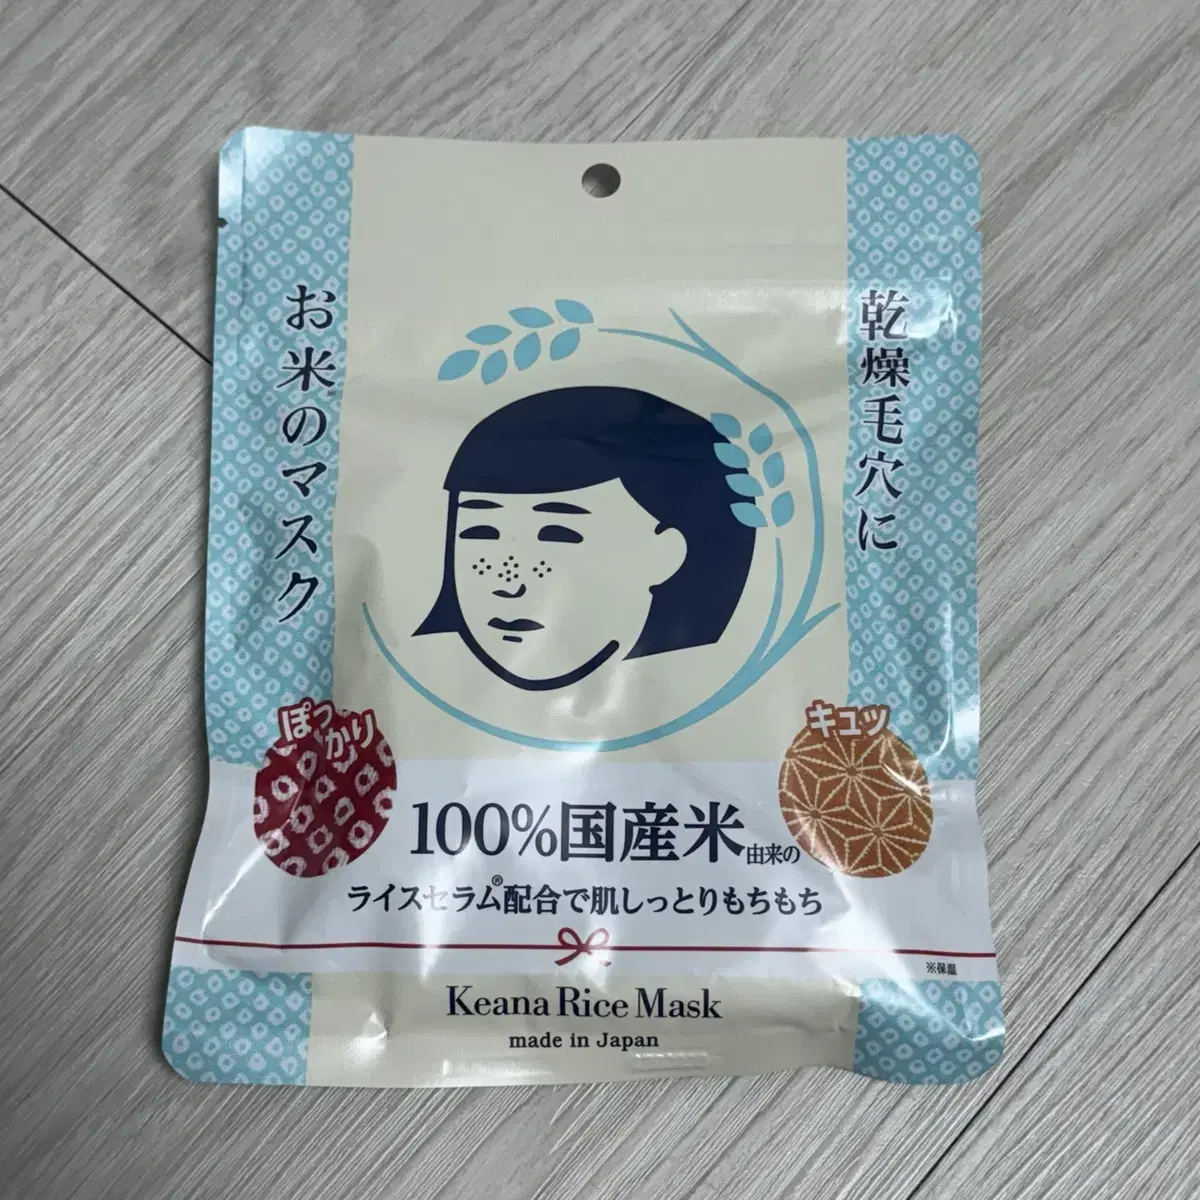 乾燥毛穴に
お米のマスク
ぽっかり
キュッ
100%国産米由来の
ライスセラム®配合で肌しっとりもちもち
※保湿
Keana Rice Mask
made in Japan